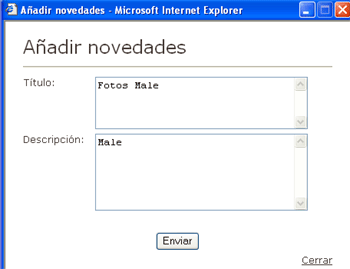 Añadir novedades - Microsoft Internet Explorer
Añadir novedades
Título:
Fotos Male
Descripción:
Male
Enviar
Cerrar